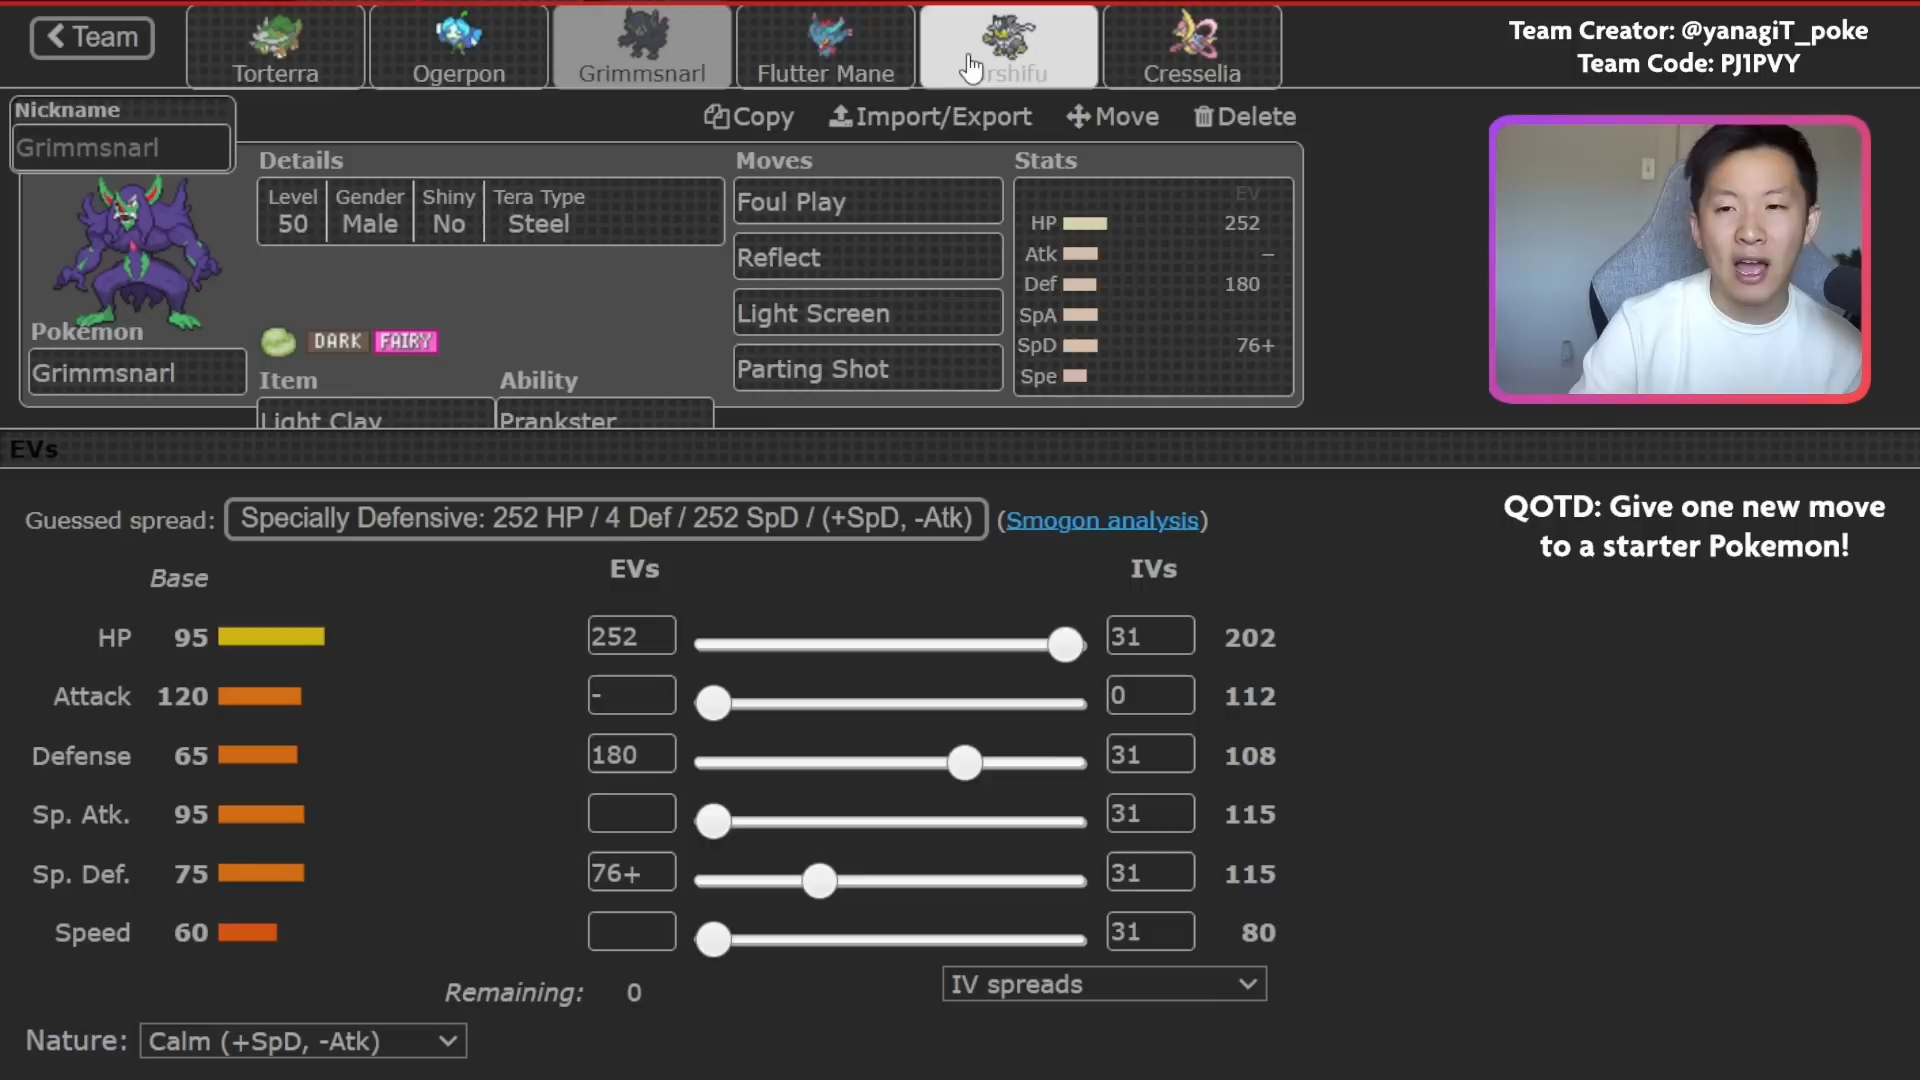 Team
Torterra
Ogerpon
Grimmsnarl
Flutter Mane
rshifu
Cresselia
Team Creator: @yanagiT_poke
Team Code: PJ1PVY
Nickname
Grimmsnarl
Copy
Import/Export
Move
Delete
Details
Level
50
Gender
Male
Shiny
No
Tera Type
Steel
Pokémon
Grimmsnarl
DARK
FAIRY
Item
Light Clay
Ability
Prankster
Moves
Foul Play
Reflect
Light Screen
Parting Shot
Stats
EV
HP 252
Atk –
Def 180
SpA
SpD 76+
Spe
EVs
Guessed spread: Specially Defensive: 252 HP / 4 Def / 252 SpD / (+SpD, -Atk) (Smogon analysis)
Base EVs IVs
HP 95 252 31 202
Attack 120 - 0 112
Defense 65 180 31 108
Sp. Atk. 95 31 115
Sp. Def. 75 76+ 31 115
Speed 60 31 80
Remaining: 0
IV spreads
Nature: Calm (+SpD, -Atk)
QOTD: Give one new move
to a starter Pokemon!